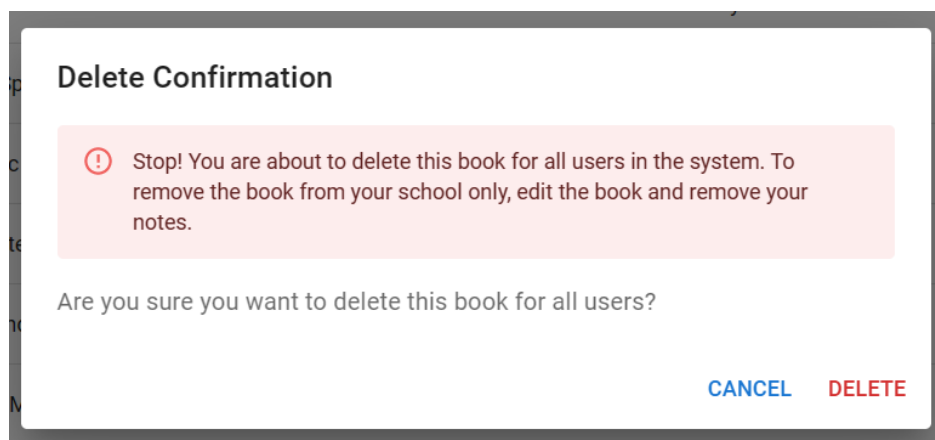 Delete Confirmation
Stop! You are about to delete this book for all users in the system. To
remove the book from your school only, edit the book and remove your
notes.
Are you sure you want to delete this book for all users?
CANCEL DELETE